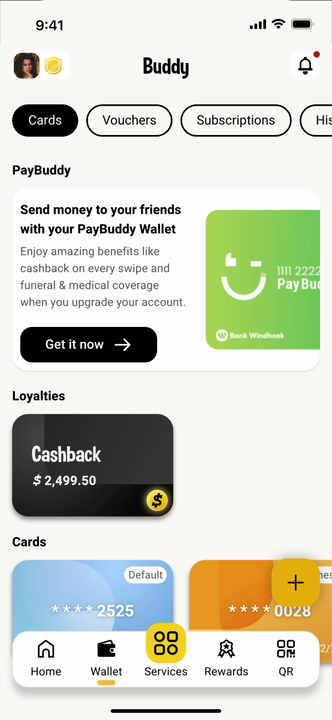 9:41
Buddy
Cards
Vouchers
Subscriptions
PayBuddy
Send money to your friends
with your PayBuddy Wallet
Enjoy amazing benefits like
cashback on every swipe and
funeral & medical coverage
when you upgrade your account.
Get it now
1111 2222
Bank Windhoek
Loyalties
Cashback
$ 2,499.50
$
Cards
Default
****2525
****0028
Home
Wallet
Services
Rewards
QR